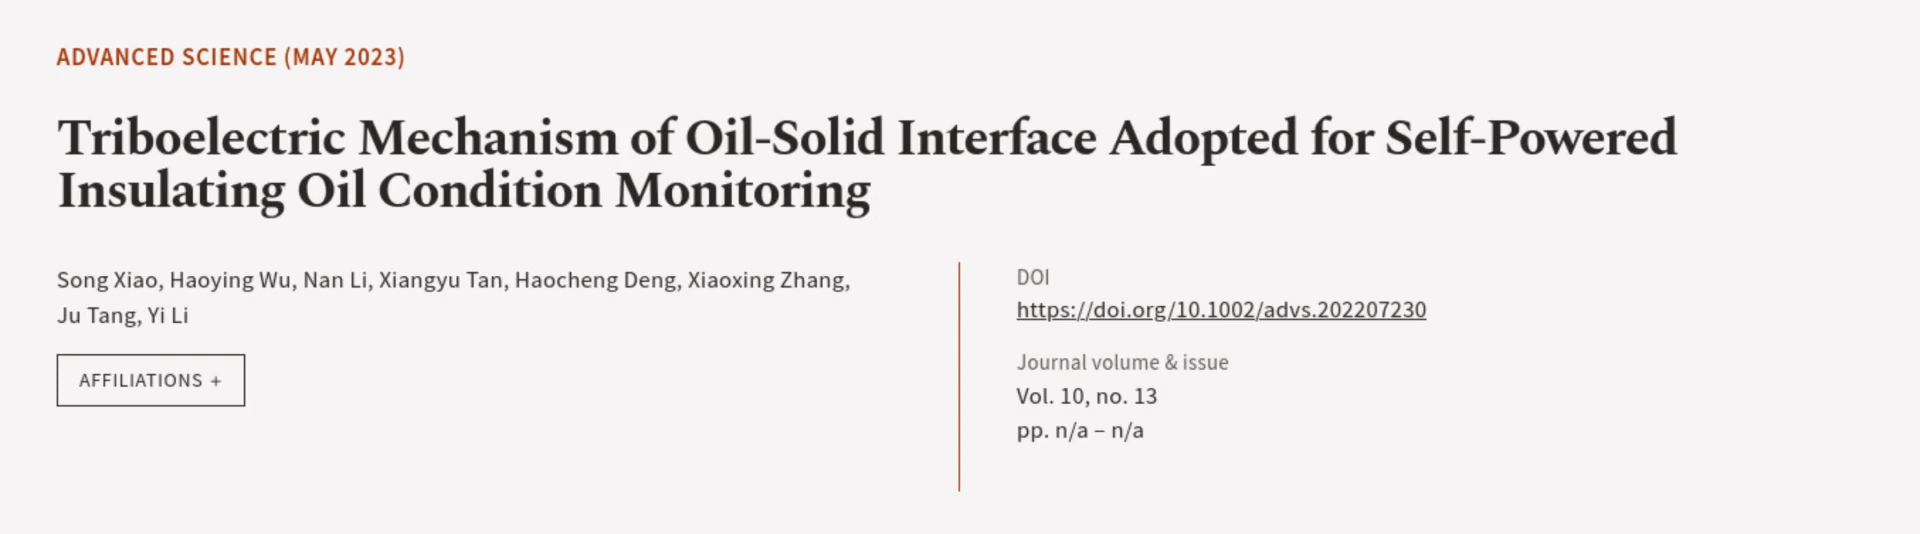 ADVANCED SCIENCE (MAY 2023)
Triboelectric Mechanism of Oil-Solid Interface Adopted for Self-Powered
Insulating Oil Condition Monitoring
Song Xiao, Haoying Wu, Nan Li, Xiangyu Tan, Haocheng Deng, Xiaoxing Zhang,
Ju Tang, Yi Li
AFFILIATIONS +
DOI
https://doi.org/10.1002/advs.202207230
Journal volume & issue
Vol. 10, no. 13
pp. n/a – n/a